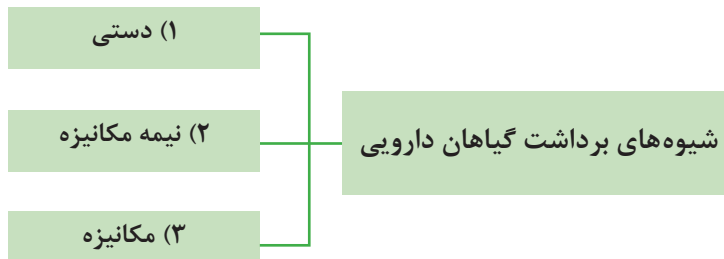 شیوه‌های برداشت گیاهان دارویی
۱) دستی
۲) نیمه مکانیزه
۳) مکانیزه